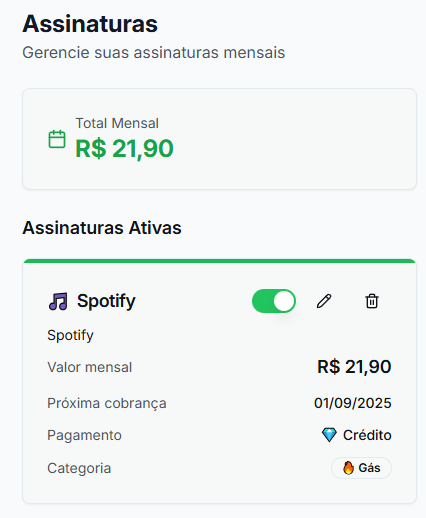 Assinaturas
Gerencie suas assinaturas mensais
Total Mensal
R$ 21,90
Assinaturas Ativas
Spotify
Spotify
Valor mensal R$ 21,90
Próxima cobrança 01/09/2025
Pagamento Crédito
Categoria Gás